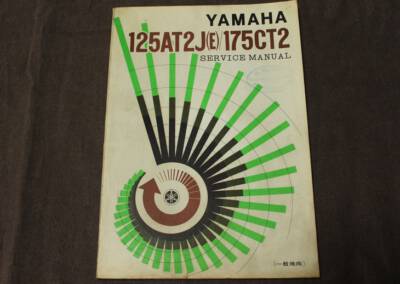 YAMAHA
125AT2J(E)/175CT2
SERVICE MANUAL